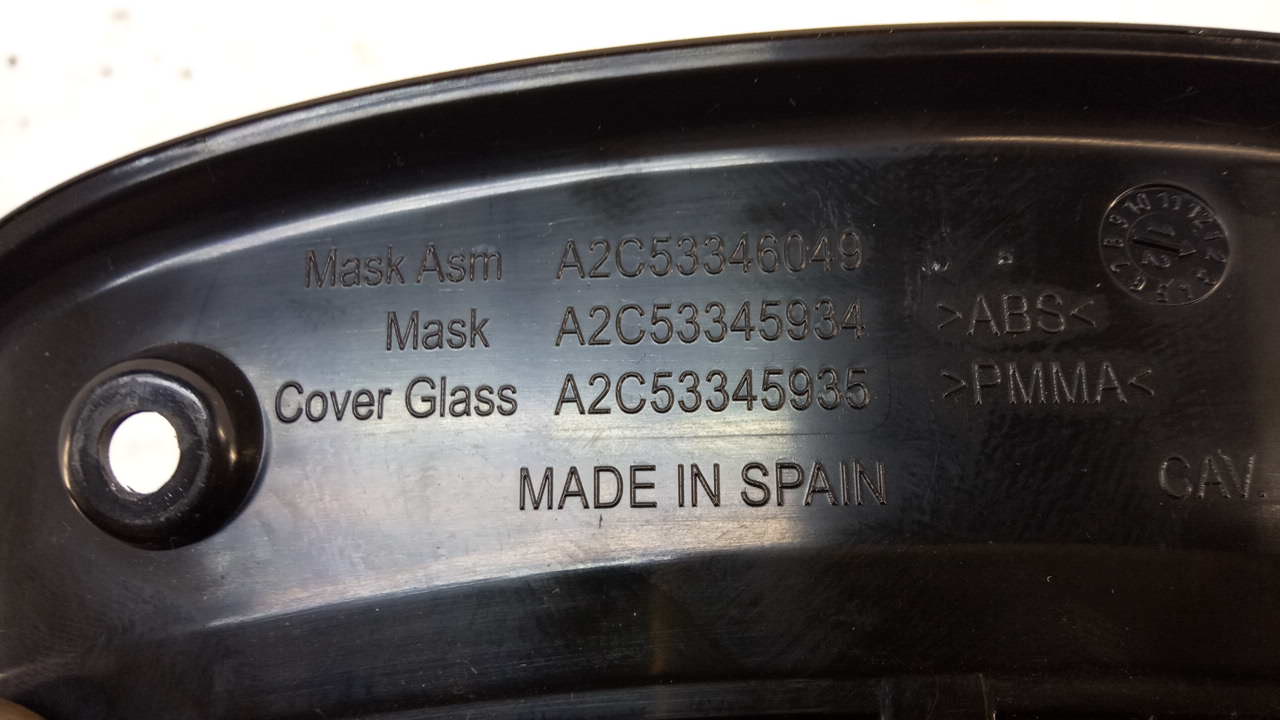 Mask Asm A2C53346049
Mask A2C53345934 >ABS<
Cover Glass A2C53345935 >PMMA<
MADE IN SPAIN
CAV.